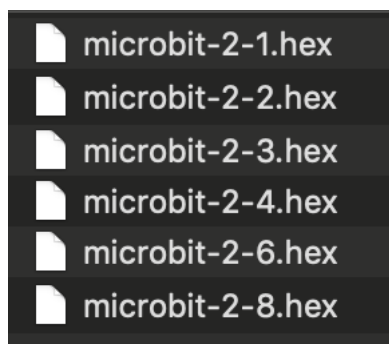 microbit-2-1.hex
microbit-2-2.hex
microbit-2-3.hex
microbit-2-4.hex
microbit-2-6.hex
microbit-2-8.hex